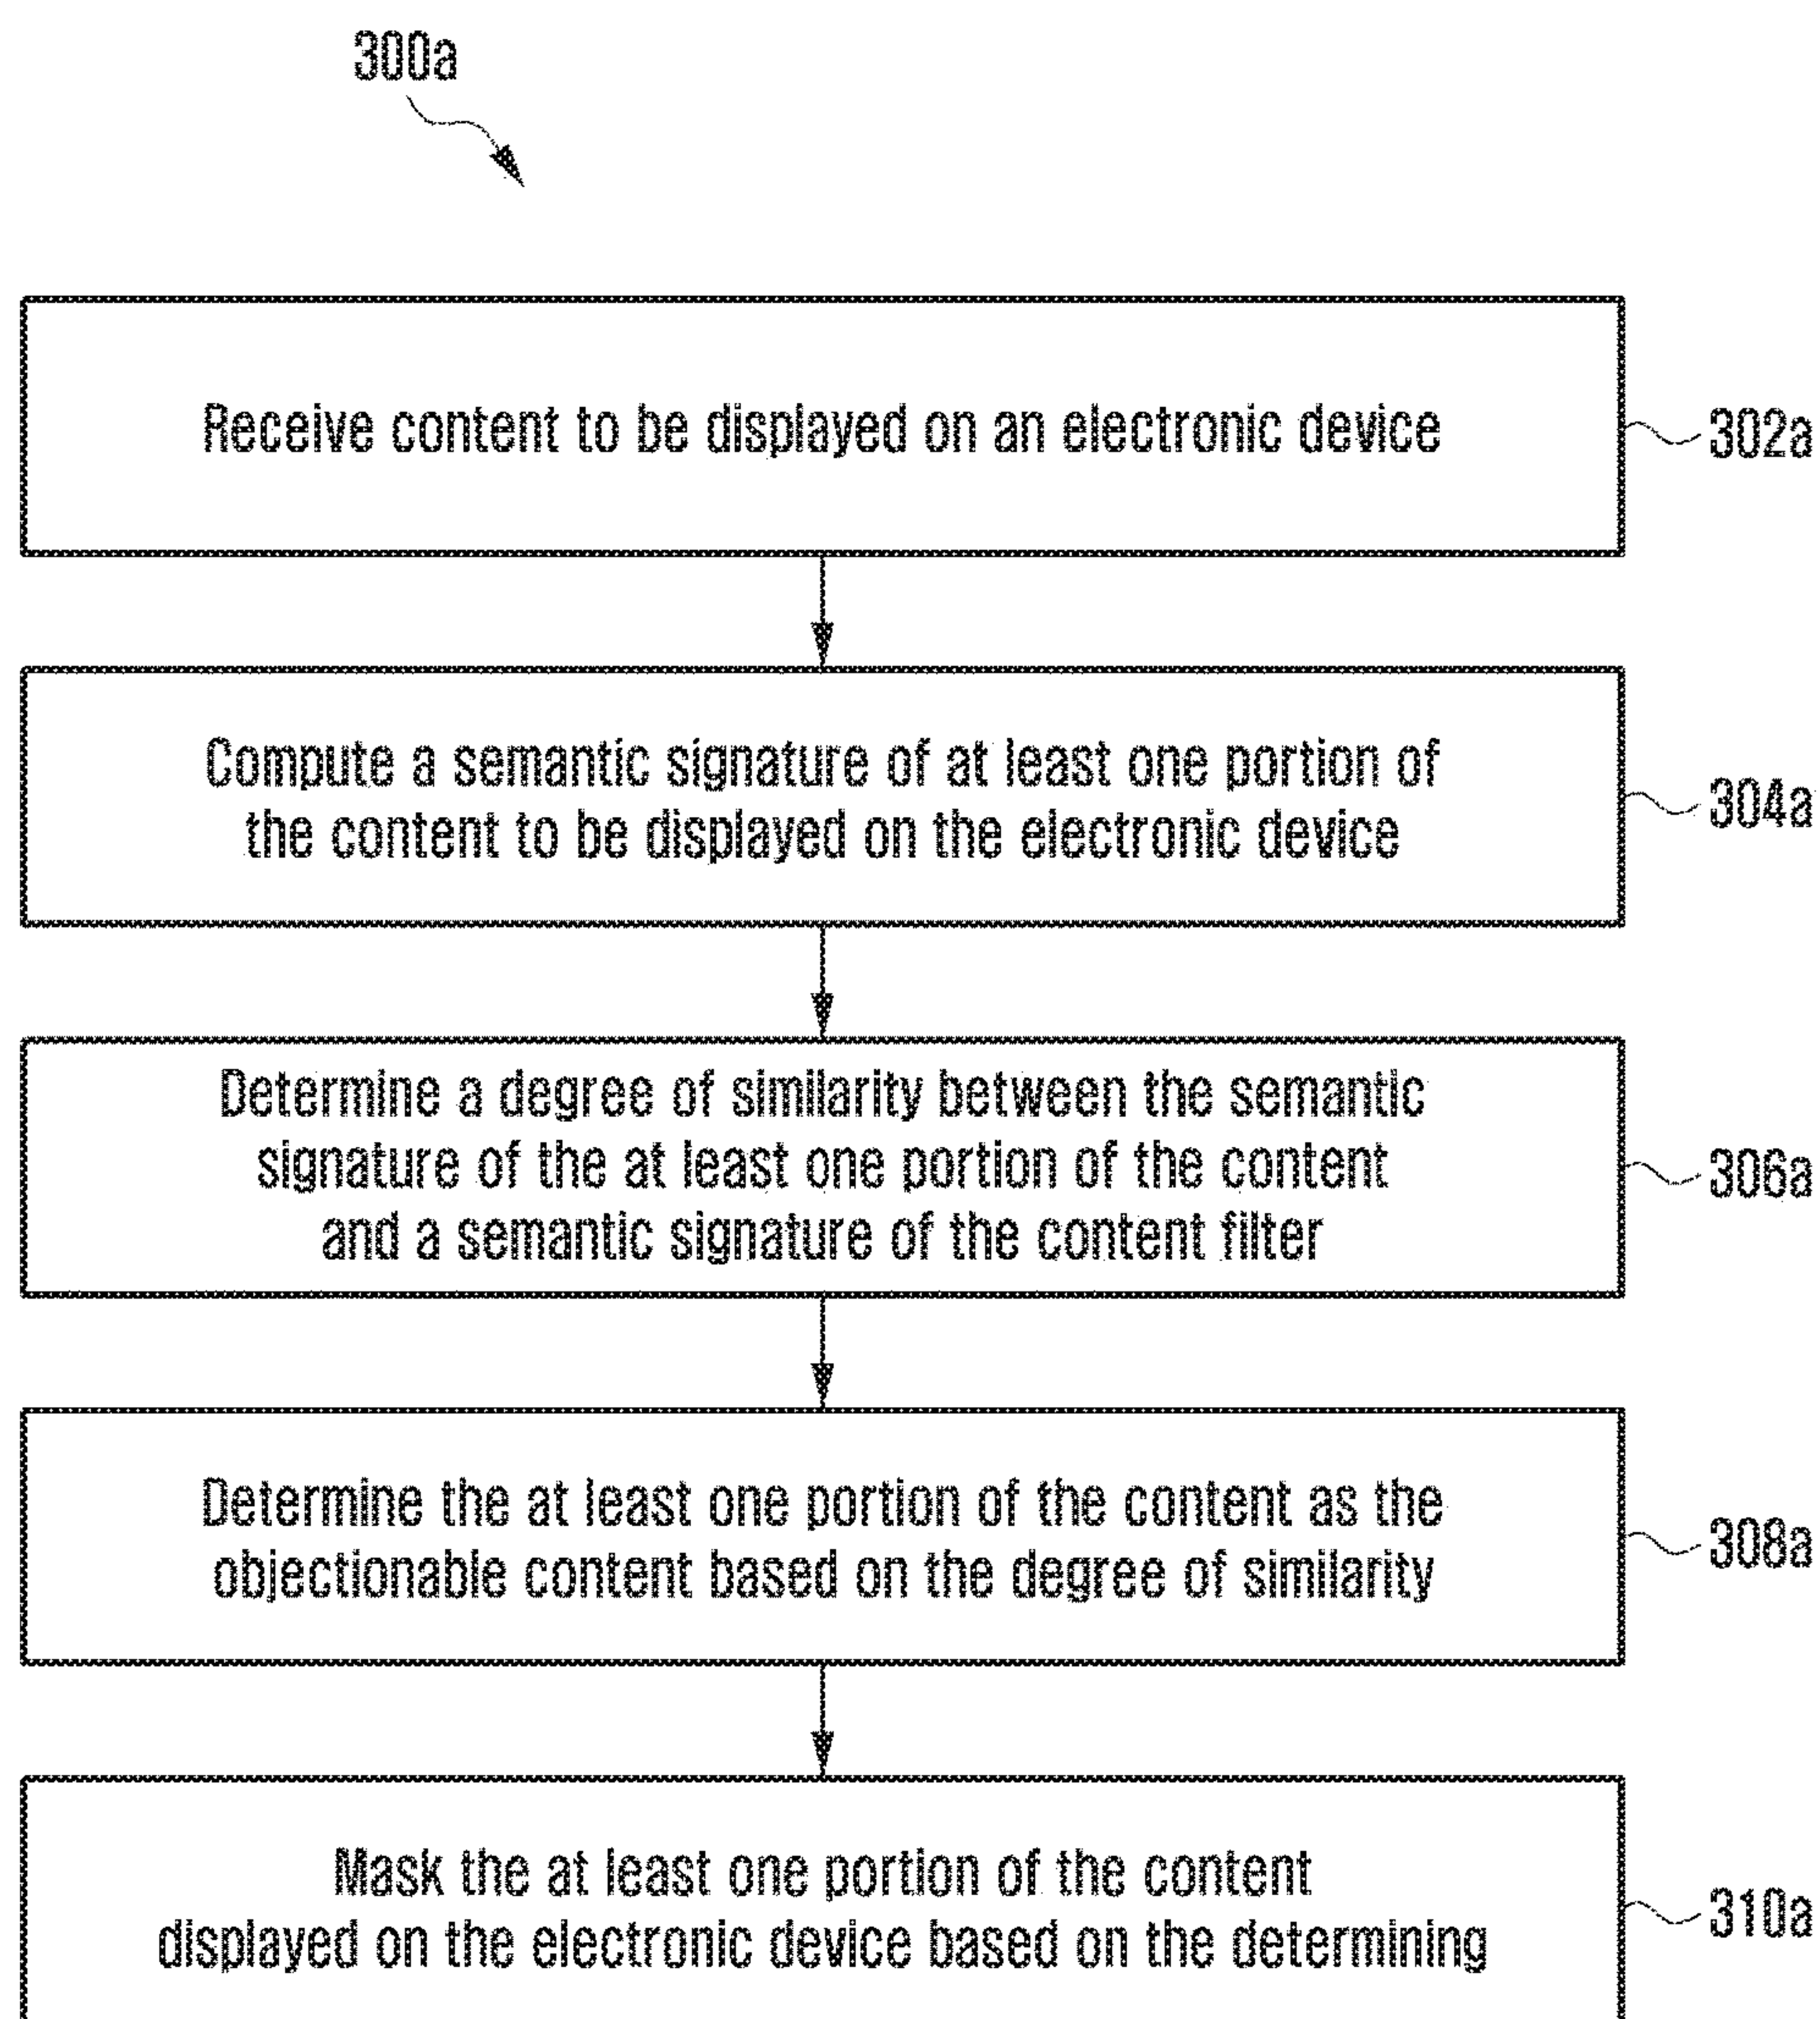 300a
Receive content to be displayed on an electronic device
302a
Compute a semantic signature of at least one portion of
the content to be displayed on the electronic device
304a
Determine a degree of similarity between the semantic
signature of the at least one portion of the content
and a semantic signature of the content filter
306a
Determine the at least one portion of the content as the
objectionable content based on the degree of similarity
308a
Mask the at least one portion of the content
displayed on the electronic device based on the determining
310a